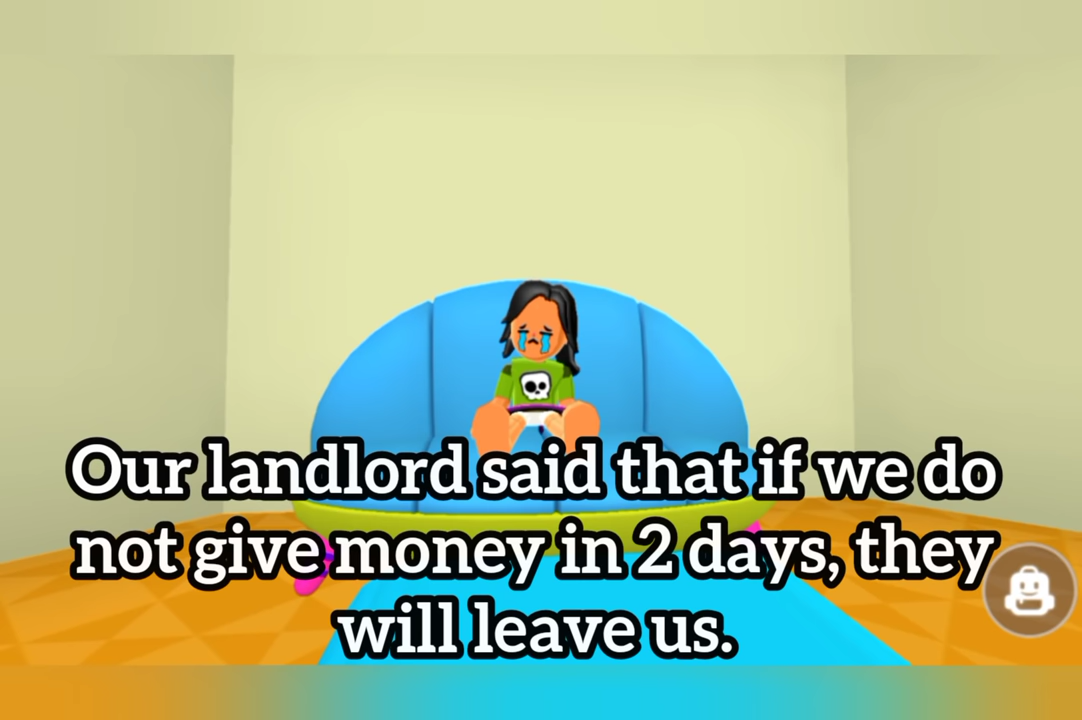 Our landlord said that if we do
not give money in 2 days, they
will leave us.